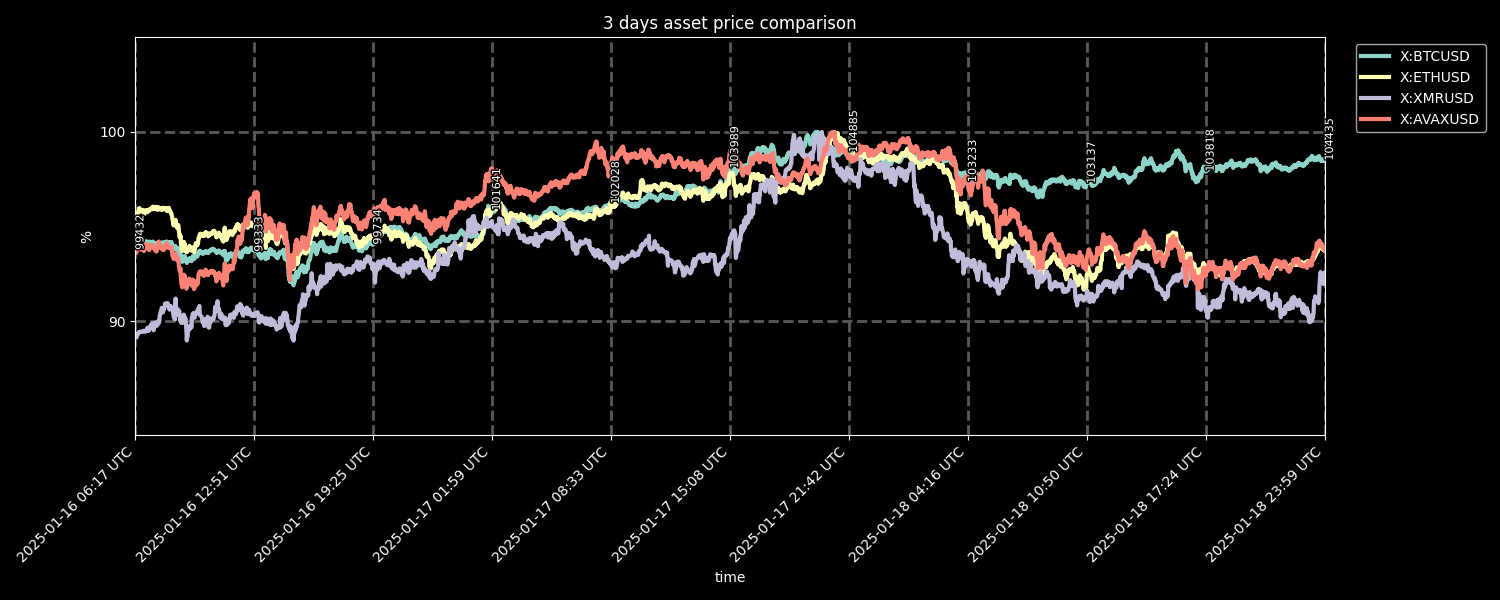 3 days asset price comparison
X:BTCUSD
X:ETHUSD
X:XMRUSD
X:AVAXUSD
100
90
%
99432
99333
99734
101641
102028
103989
104885
103233
103137
103818
104435
2025-01-16 06:17 UTC
2025-01-16 12:51 UTC
2025-01-16 19:25 UTC
2025-01-17 01:59 UTC
2025-01-17 08:33 UTC
2025-01-17 15:08 UTC
2025-01-17 21:42 UTC
2025-01-18 04:16 UTC
2025-01-18 10:50 UTC
2025-01-18 17:24 UTC
2025-01-18 23:59 UTC
time